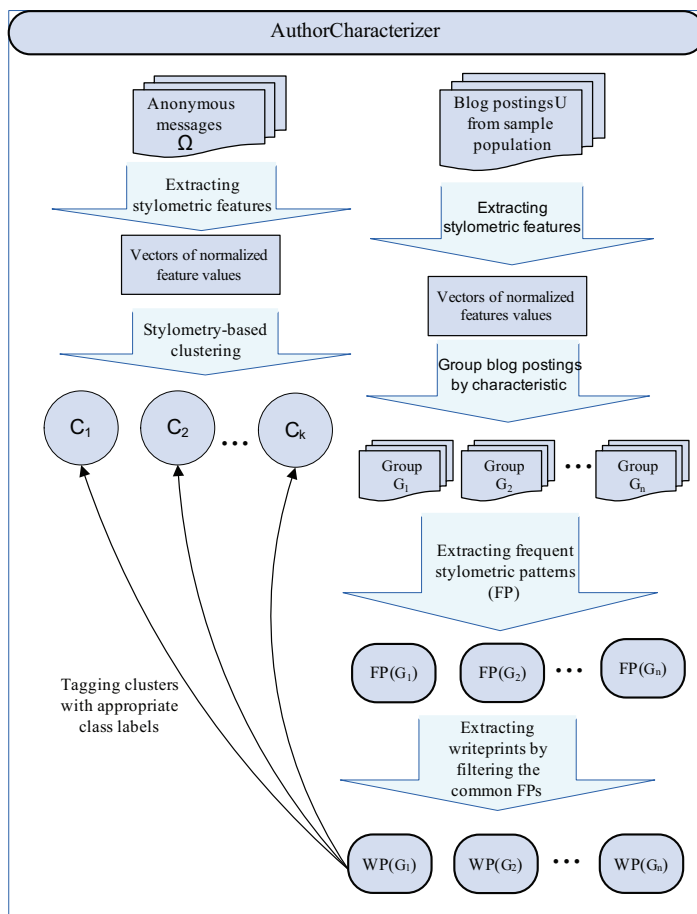 AuthorCharacterizer
Anonymous
messages
Ω
Extracting
stylometric features
Vectors of normalized
feature values
Stylometry-based
clustering
C1
C2
...
Ck
Tagging clusters
with appropriate
class labels
Blog postings U
from sample
population
Extracting
stylometric features
Vectors of normalized
features values
Group blog postings
by characteristic
Group
G1
Group
G2
...
Group
Gn
Extracting frequent
stylometric patterns
(FP)
FP(G1)
FP(G2)
...
FP(Gn)
Extracting
writeprints by
filtering the
common FPs
WP(G1)
WP(G2)
...
WP(Gn)